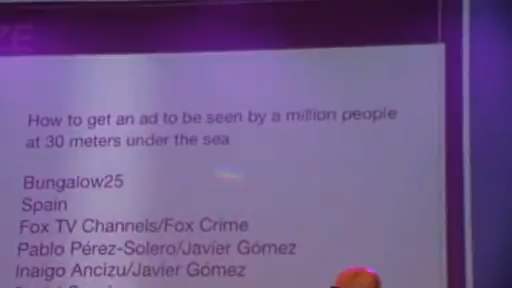 ZE
How to get an ad to be seen by a million people
at 30 meters under the sea
Bungalow25
Spain
Fox TV Channels/Fox Crime
Pablo Pérez-Solero/Javier Gómez
Inaigo Ancizu/Javier Gómez